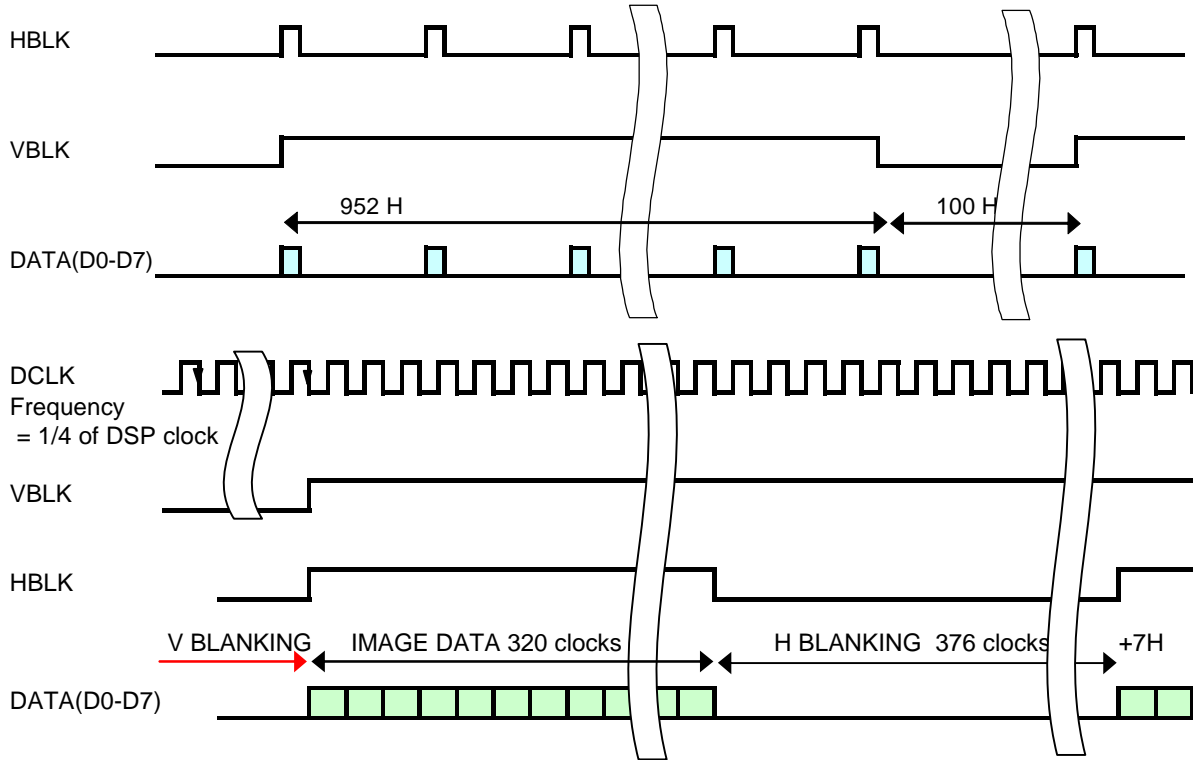 HBLK
VBLK
952 H
100 H
DATA(D0-D7)
DCLK
Frequency
= 1/4 of DSP clock
VBLK
HBLK
V BLANKING
IMAGE DATA 320 clocks
H BLANKING 376 clocks
+7H
DATA(D0-D7)